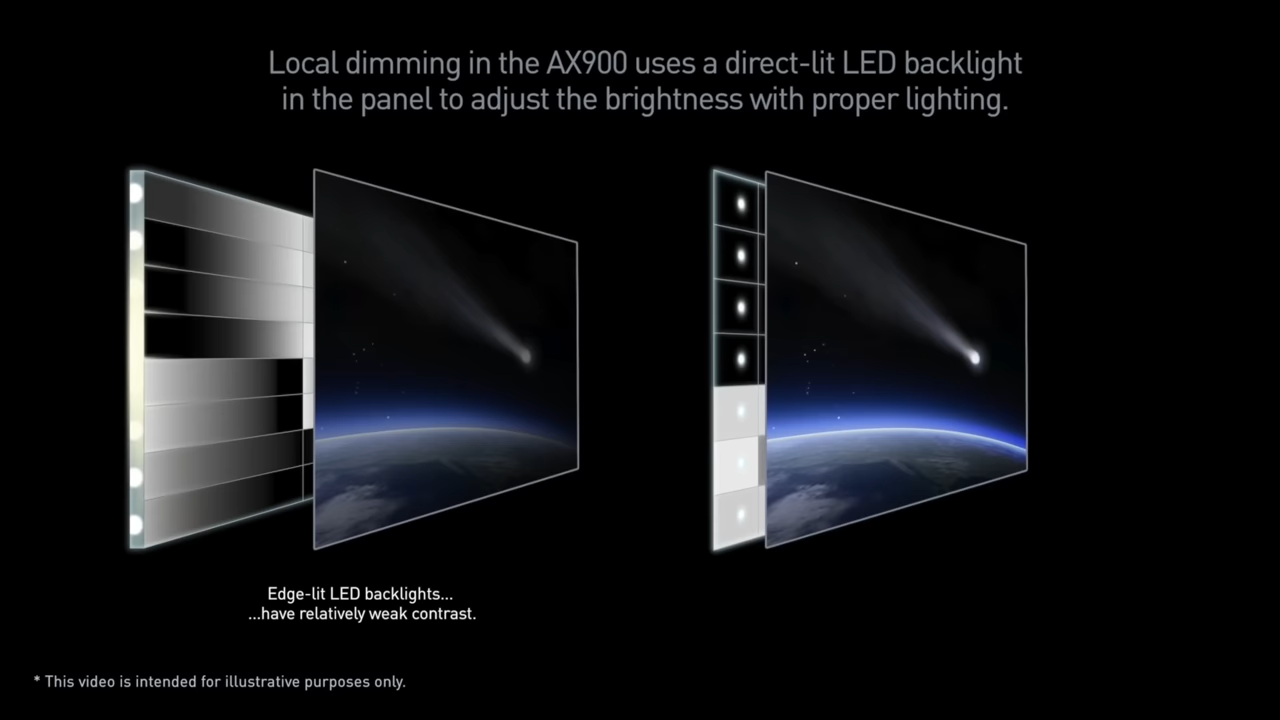 Local dimming in the AX900 uses a direct-lit LED backlight
in the panel to adjust the brightness with proper lighting.
Edge-lit LED backlights...
...have relatively weak contrast.
* This video is intended for illustrative purposes only.